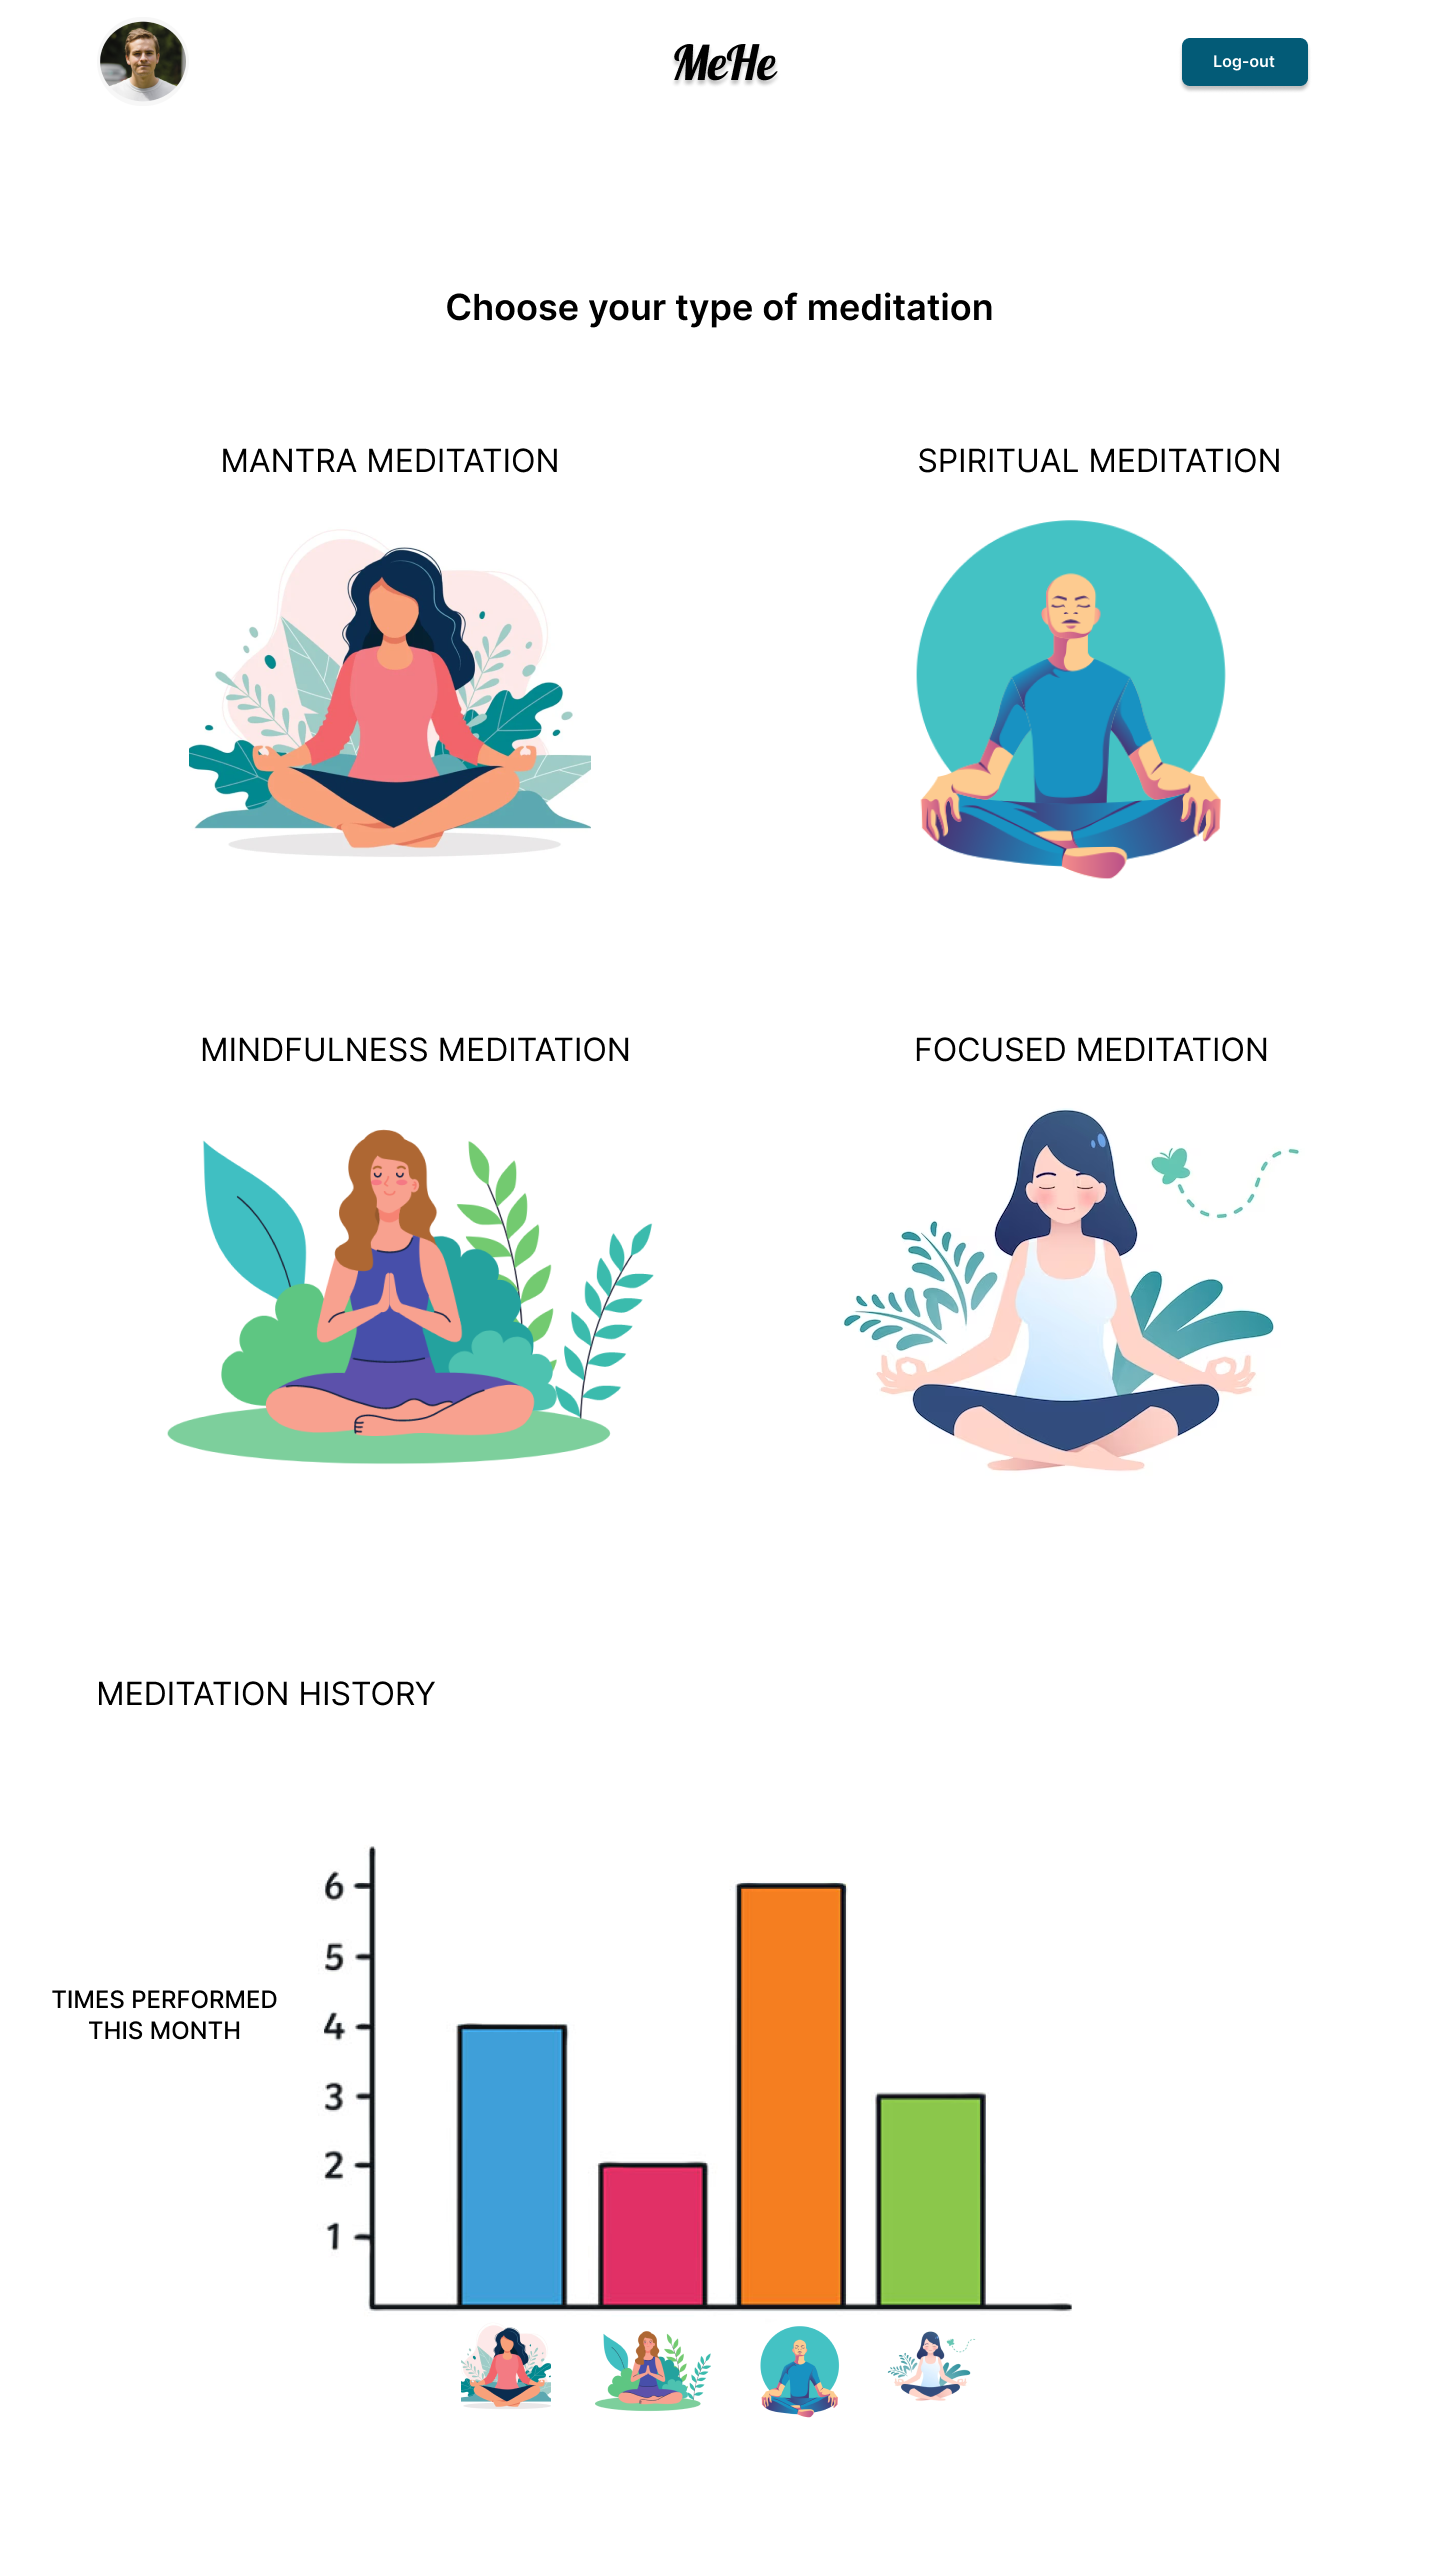 MeHe
Log-out
Choose your type of meditation
MANTRA MEDITATION
SPIRITUAL MEDITATION
MINDFULNESS MEDITATION
FOCUSED MEDITATION
MEDITATION HISTORY
6
5
TIMES PERFORMED
THIS MONTH
4
3
2
1